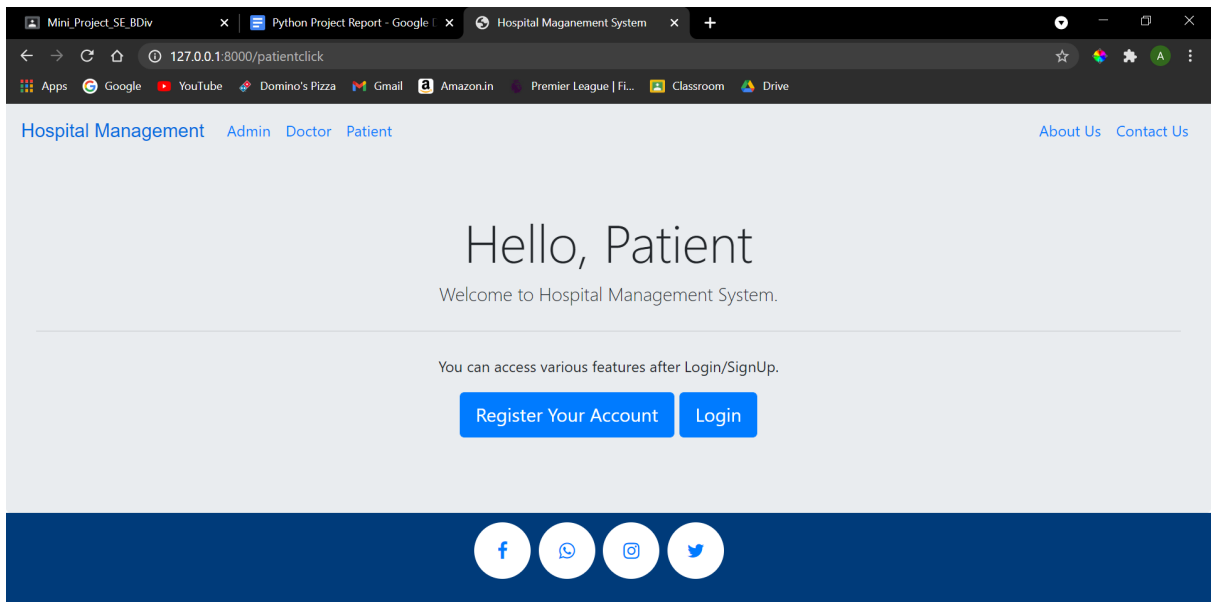 Mini_Project_SE_BDiv Python Project Report - Google Hospital Maganement System
127.0.0.1:8000/patientclick A
Apps Google YouTube Domino's Pizza Gmail Amazon.in Premier League | Fi... Classroom Drive
Hospital Management Admin Doctor Patient About Us Contact Us
Hello, Patient
Welcome to Hospital Management System.
You can access various features after Login/SignUp.
Register Your Account Login